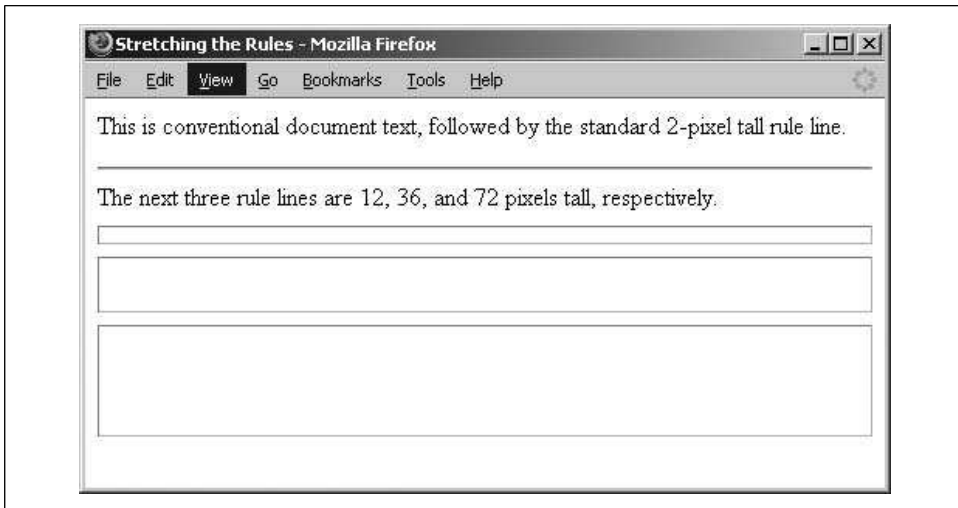 Stretching the Rules - Mozilla Firefox
File Edit View Go Bookmarks Tools Help
This is conventional document text, followed by the standard 2-pixel tall rule line.
The next three rule lines are 12, 36, and 72 pixels tall, respectively.